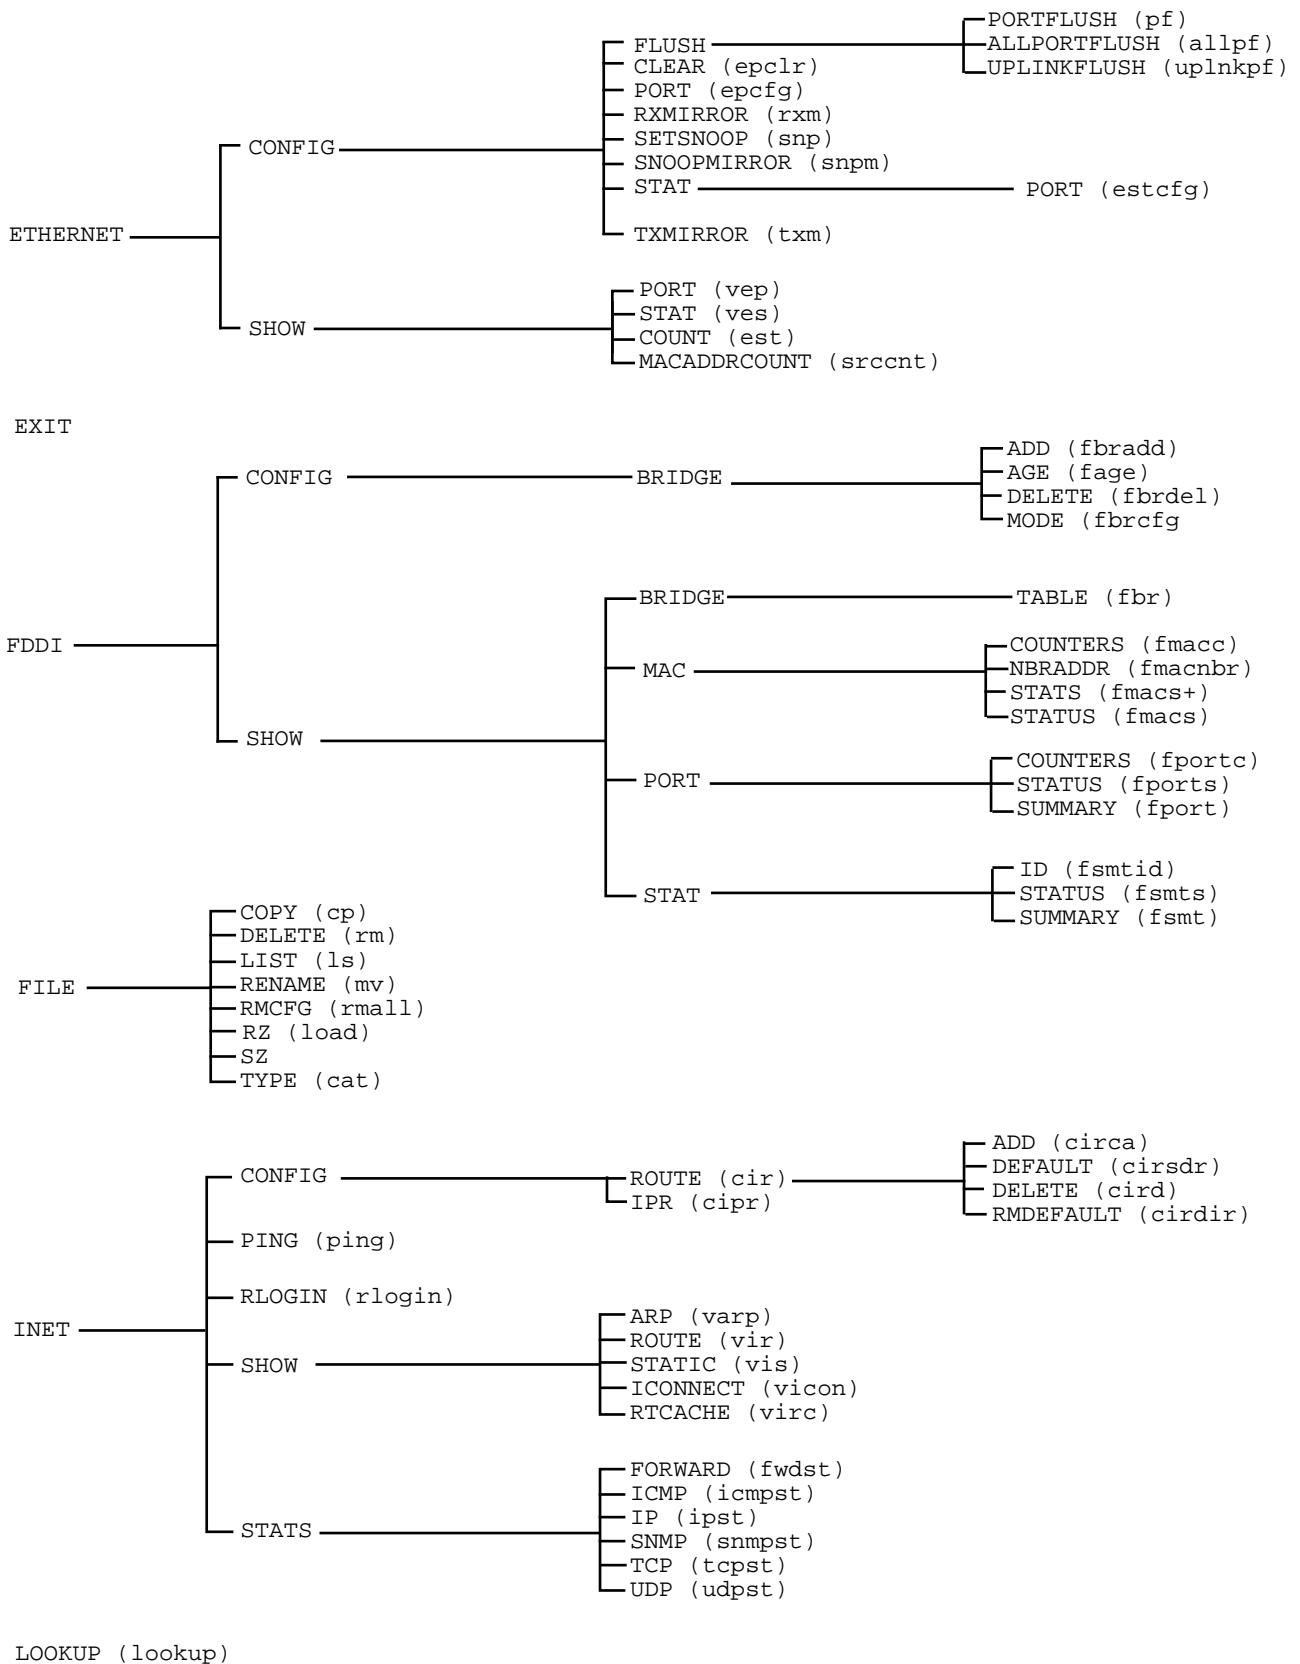 PORTFLUSH (pf)
FLUSH
ALLPORTFLUSH (allpf)
CLEAR (epclr)
UPLINKFLUSH (uplnkpf)
PORT (epcfg)
RXMIRROR (rxm)
SETSNOOP (snp)
CONFIG
SNOOPMIRROR (snpm)
STAT
PORT (estcfg)
ETHERNET
TXMIRROR (txm)
PORT (vep)
STAT (ves)
SHOW
COUNT (est)
MACADDRCOUNT (srccnt)
EXIT
ADD (fbradd)
CONFIG
BRIDGE
AGE (fage)
DELETE (fbrdel)
MODE (fbrcfg
BRIDGE
TABLE (fbr)
FDDI
COUNTERS (fmacc)
MAC
NBRADDR (fmacnbr)
STATS (fmacs+)
STATUS (fmacs)
SHOW
COUNTERS (fportc)
PORT
STATUS (fports)
SUMMARY (fport)
ID (fsmtid)
STAT
STATUS (fsmts)
SUMMARY (fsmt)
COPY (cp)
DELETE (rm)
LIST (ls)
FILE
RENAME (mv)
RMCFG (rmall)
RZ (load)
SZ
TYPE (cat)
ADD (circa)
CONFIG
ROUTE (cir)
DEFAULT (cirsdr)
IPR (cipr)
DELETE (cird)
RMDEFAULT (cirdir)
PING (ping)
RLOGIN (rlogin)
INET
ARP (varp)
ROUTE (vir)
SHOW
STATIC (vis)
ICONNECT (vicon)
RTCACHE (virc)
FORWARD (fwdst)
ICMP (icmpst)
IP (ipst)
STATS
SNMP (snmpst)
TCP (tcpst)
UDP (udpst)
LOOKUP (lookup)